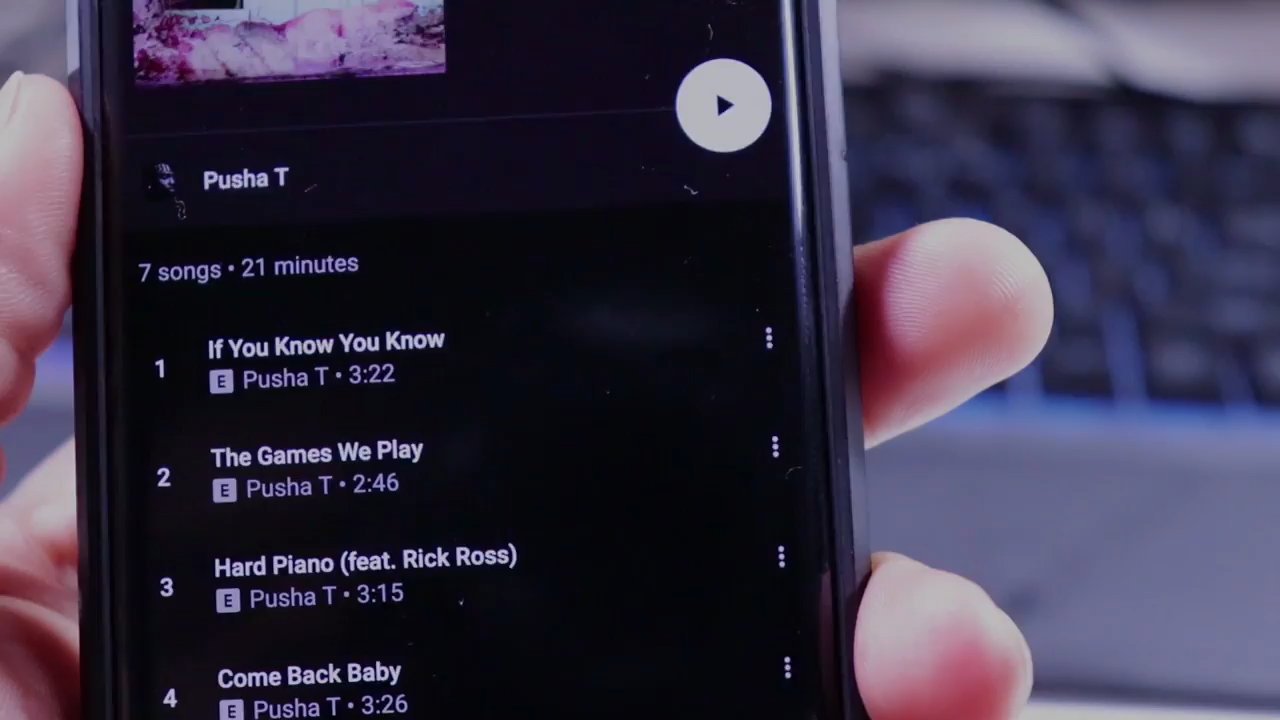 Pusha T
7 songs • 21 minutes
1
If You Know You Know
E Pusha T • 3:22
2
The Games We Play
E Pusha T • 2:46
3
Hard Piano (feat. Rick Ross)
E Pusha T • 3:15
4
Come Back Baby
E Pusha T • 3:26